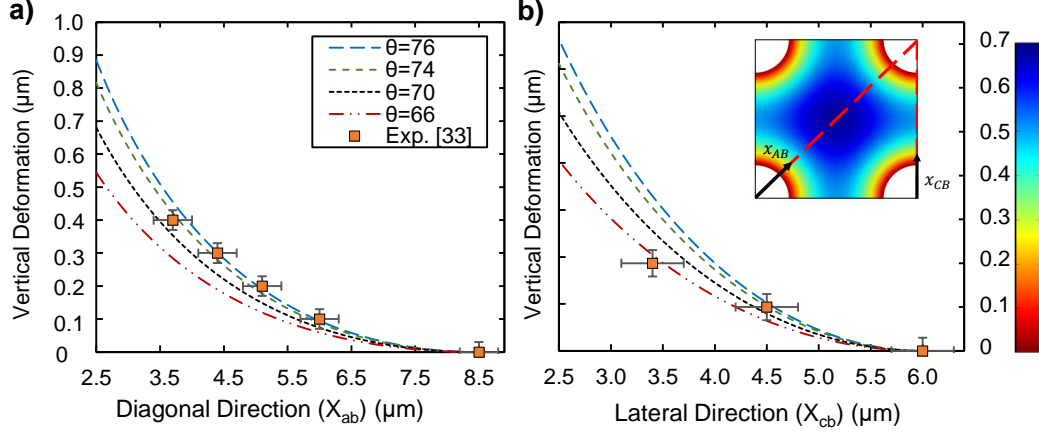 a)
1.0
0.9
0.8
0.7
0.6
0.5
0.4
0.3
0.2
0.1
0
Vertical Deformation (µm)
θ=76
θ=74
θ=70
θ=66
Exp. [33]
2.5 3.5 4.5 5.5 6.5 7.5 8.5
Diagonal Direction (Xab) (µm)
b)
Vertical Deformation (µm)
xAB
xCB
2.5 3.0 3.5 4.0 4.5 5.0 5.5 6.0
Lateral Direction (Xcb) (µm)
0.7
0.6
0.5
0.4
0.3
0.2
0.1
0